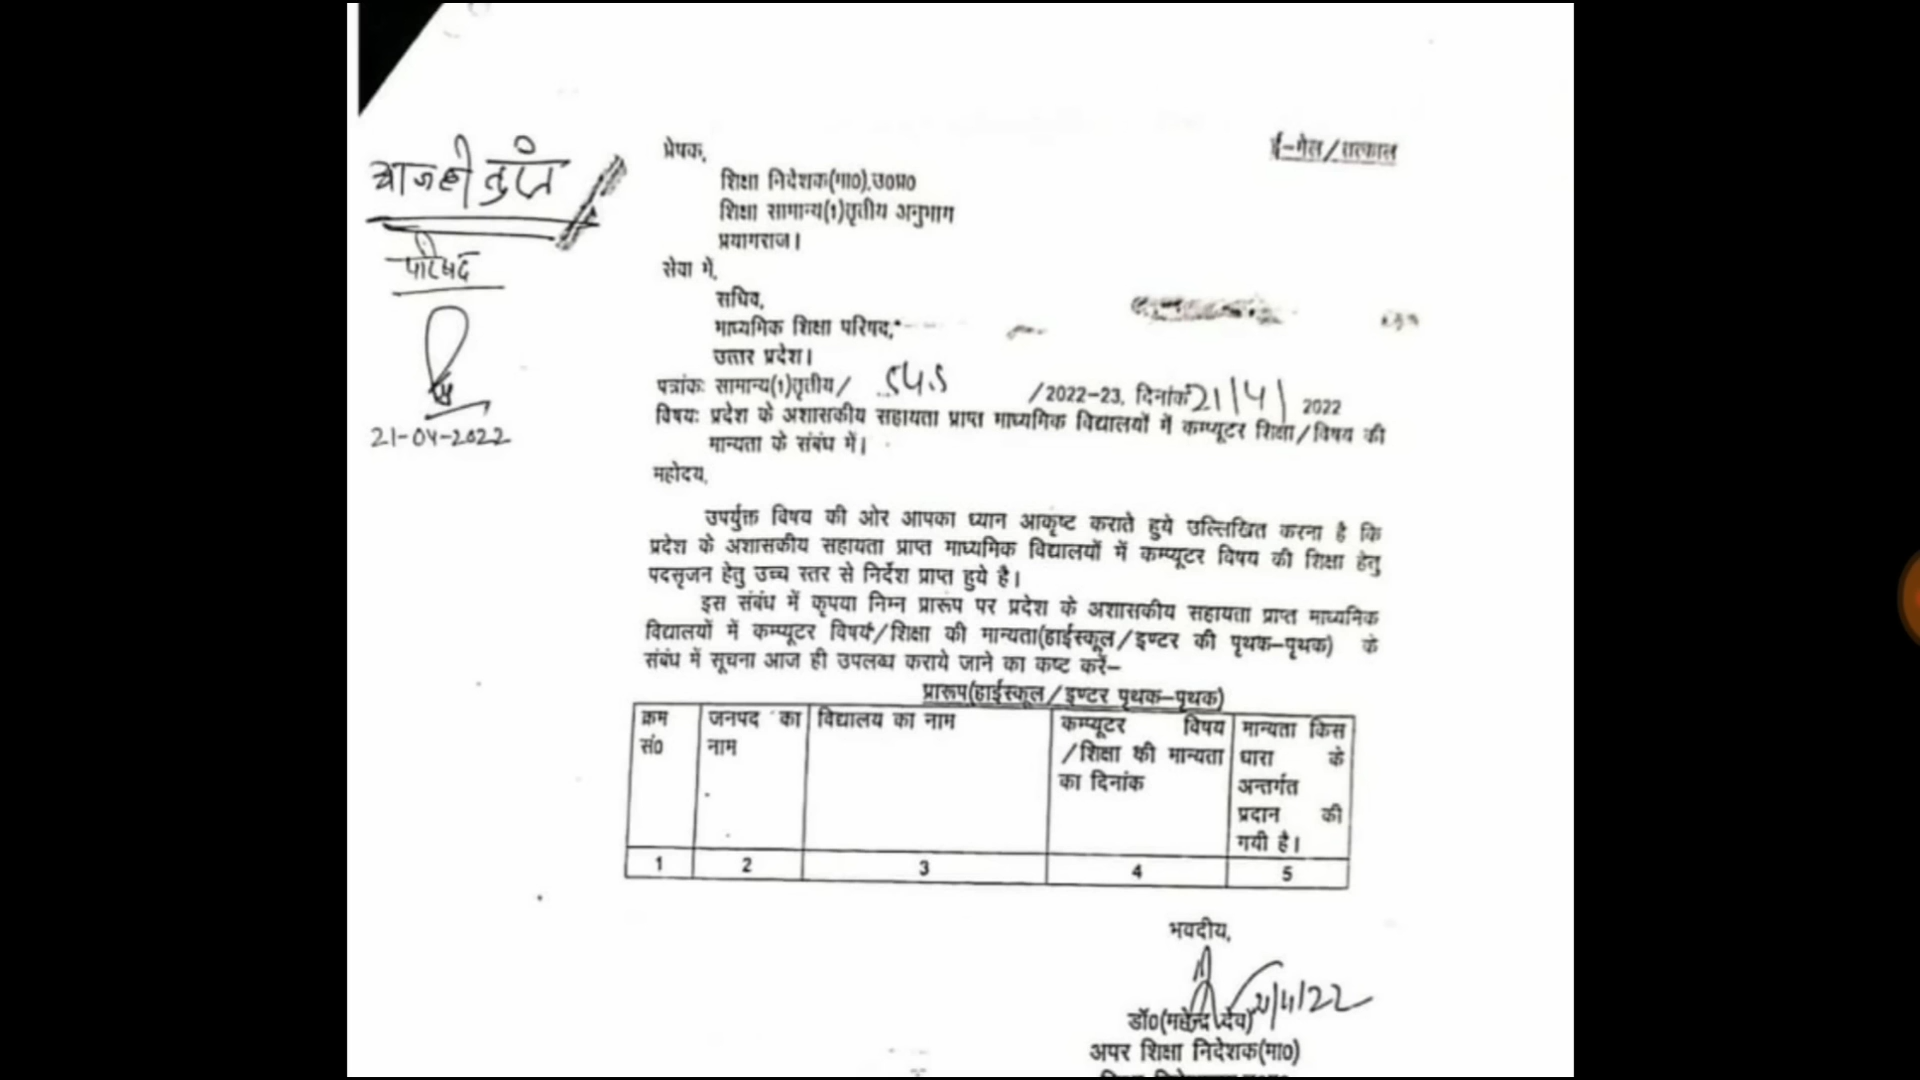 ई-मेल/तत्काल
आज ही तुरंत
परिषद
21-04-2022
प्रेषक,
शिक्षा निदेशक(मा0),उ0प्र0
शिक्षा सामान्य(1)तृतीय अनुभाग
प्रयागराज।
सेवा में,
सचिव,
माध्यमिक शिक्षा परिषद,
उत्तर प्रदेश।
पत्रांकः सामान्य(1)तृतीय/ 545 /2022-23, दिनांक 21/4/ 2022
विषयः प्रदेश के अशासकीय सहायता प्राप्त माध्यमिक विद्यालयों में कम्प्यूटर शिक्षा/विषय की
मान्यता के संबंध में।
महोदय,
उपर्युक्त विषय की ओर आपका ध्यान आकृष्ट कराते हुये उल्लिखित करना है कि
प्रदेश के अशासकीय सहायता प्राप्त माध्यमिक विद्यालयों में कम्प्यूटर विषय की शिक्षा हेतु
पदसृजन हेतु उच्च स्तर से निर्देश प्राप्त हुये है।
इस संबंध में कृपया निम्न प्रारूप पर प्रदेश के अशासकीय सहायता प्राप्त माध्यमिक
विद्यालयों में कम्प्यूटर विषय/शिक्षा की मान्यता(हाईस्कूल/इण्टर की पृथक-पृथक) के
संबंध में सूचना आज ही उपलब्ध कराये जाने का कष्ट करें-
प्रारूप(हाईस्कूल/इण्टर पृथक-पृथक)
क्रम सं0
जनपद का नाम
विद्यालय का नाम
कम्प्यूटर विषय
/शिक्षा की मान्यता
का दिनांक
मान्यता किस
धारा के
अन्तर्गत
प्रदान की
गयी है।
1 2 3 4 5
भवदीय,
21/4/22
डॉ0(महेन्द्र देव)
अपर शिक्षा निदेशक(मा0)